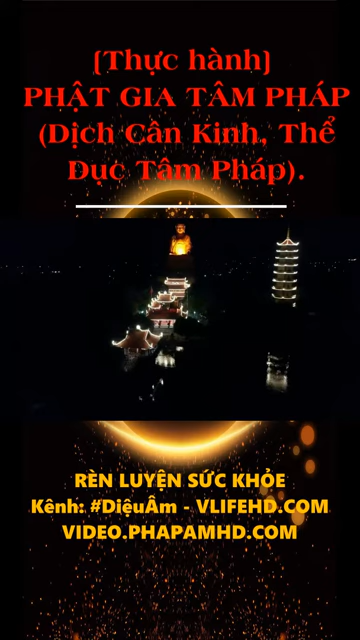 [Thực hành]
PHẬT GIA TÂM PHÁP
(Dịch Cân Kinh, Thể
Dục Tâm Pháp).
RÈN LUYỆN SỨC KHỎE
Kênh: #DiệuÂm - VLIFEHD.COM
VIDEO.PHAPAMHD.COM